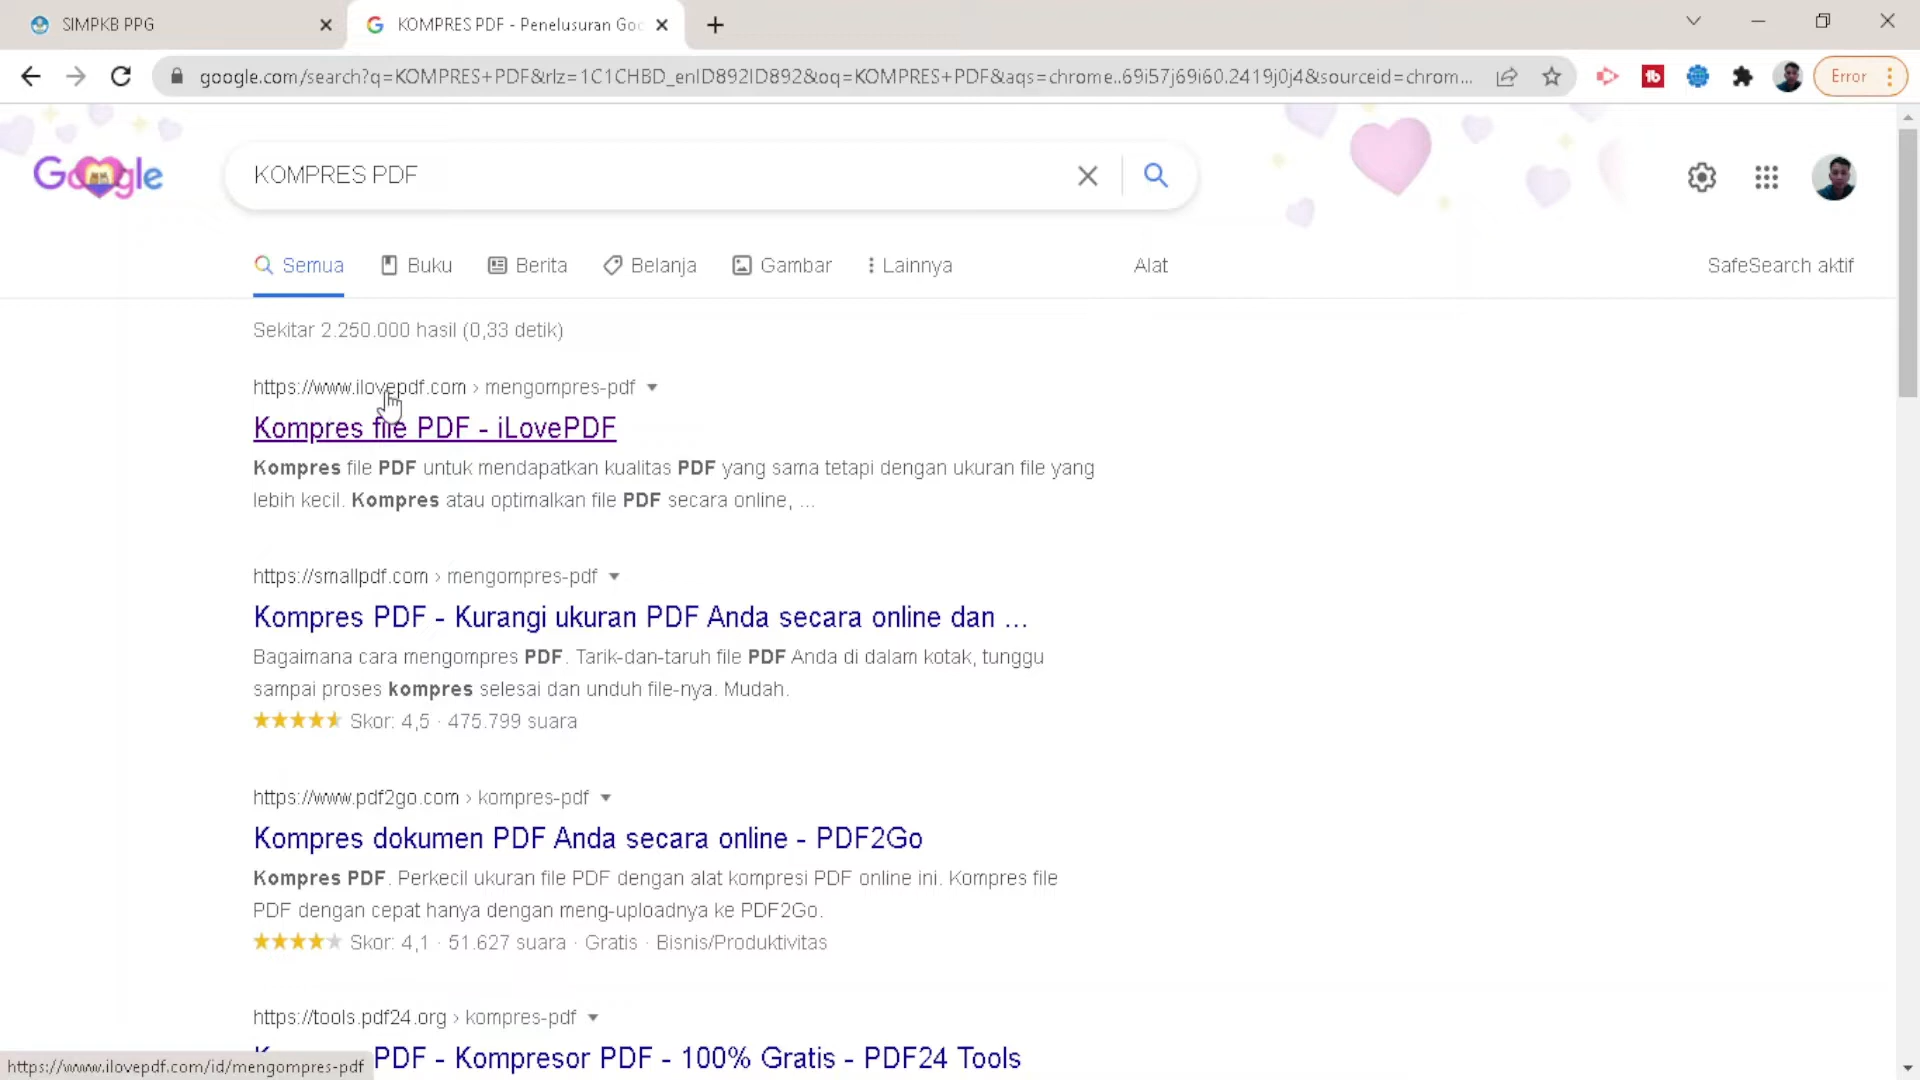 SIMPKB PPG
KOMPRES PDF - Penelusuran Goo
google.com/search?q=KOMPRES+PDF&rlz=1C1CHBD_enID892ID892&oq=KOMPRES+PDF&aqs=chrome..69i57j69i60.2419j0j4&sourceid=chrom...
Error
Google
KOMPRES PDF
Semua
Buku
Berita
Belanja
Gambar
Lainnya
Alat
SafeSearch aktif
Sekitar 2.250.000 hasil (0,33 detik)
https://www.ilovepdf.com › mengompres-pdf
Kompres file PDF - iLovePDF
Kompres file PDF untuk mendapatkan kualitas PDF yang sama tetapi dengan ukuran file yang
lebih kecil. Kompres atau optimalkan file PDF secara online, ...
https://smallpdf.com › mengompres-pdf
Kompres PDF - Kurangi ukuran PDF Anda secara online dan ...
Bagaimana cara mengompres PDF. Tarik-dan-taruh file PDF Anda di dalam kotak, tunggu
sampai proses kompres selesai dan unduh file-nya. Mudah.
Skor: 4,5 · 475.799 suara
https://www.pdf2go.com › kompres-pdf
Kompres dokumen PDF Anda secara online - PDF2Go
Kompres PDF. Perkecil ukuran file PDF dengan alat kompresi PDF online ini. Kompres file
PDF dengan cepat hanya dengan meng-uploadnya ke PDF2Go.
Skor: 4,1 · 51.627 suara · Gratis · Bisnis/Produktivitas
https://tools.pdf24.org › kompres-pdf
PDF - Kompresor PDF - 100% Gratis - PDF24 Tools
https://www.ilovepdf.com/id/mengompres-pdf